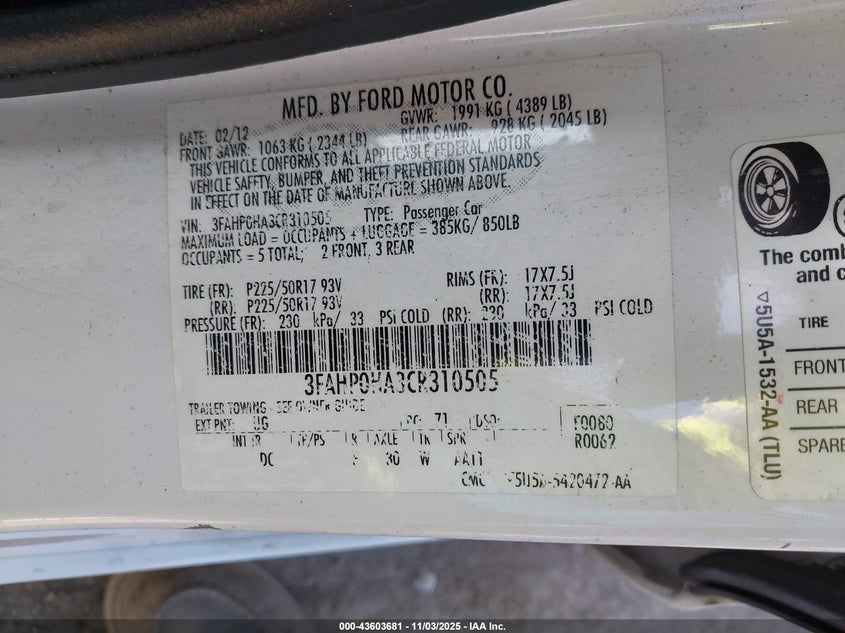 MFD. BY FORD MOTOR CO.
DATE: 02/12 GVWR: 1991 KG ( 4389 LB)
FRONT GAWR: 1063 KG ( 2344 LB) REAR GAWR: 928 KG ( 2045 LB)
THIS VEHICLE CONFORMS TO ALL APPLICABLE FEDERAL MOTOR
VEHICLE SAFETY, BUMPER, AND THEFT PREVENTION STANDARDS
IN EFFECT ON THE DATE OF MANUFACTURE SHOWN ABOVE.
VIN: 3FAHP0HA3CR310505 TYPE: Passenger Car
MAXIMUM LOAD = OCCUPANTS + LUGGAGE = 385KG/ 850LB
OCCUPANTS = 5 TOTAL; 2 FRONT, 3 REAR
TIRE (FR): P225/50R17 93V RIMS (FR): 17X7.5J
(RR): P225/50R17 93V (RR): 17X7.5J
PRESSURE (FR): 230 kPa/ 33 PSI COLD (RR): 230 kPa/ 33 PSI COLD
3FAHP0HA3CR310505
TRAILER TOWING - SEE OWNER GUIDE
EXT PNT: UG 71 DSO: F0080
INT TR TP/PS R AXLE TR SPR R0062
DC 30 W AA11
5U5A-5420472-AA
The comb
and c
TIRE
FRONT
REAR
SPARE
▽5U5A-1532-AA (TLU)
000-43603681 - 11/03/2025 - IAA Inc.